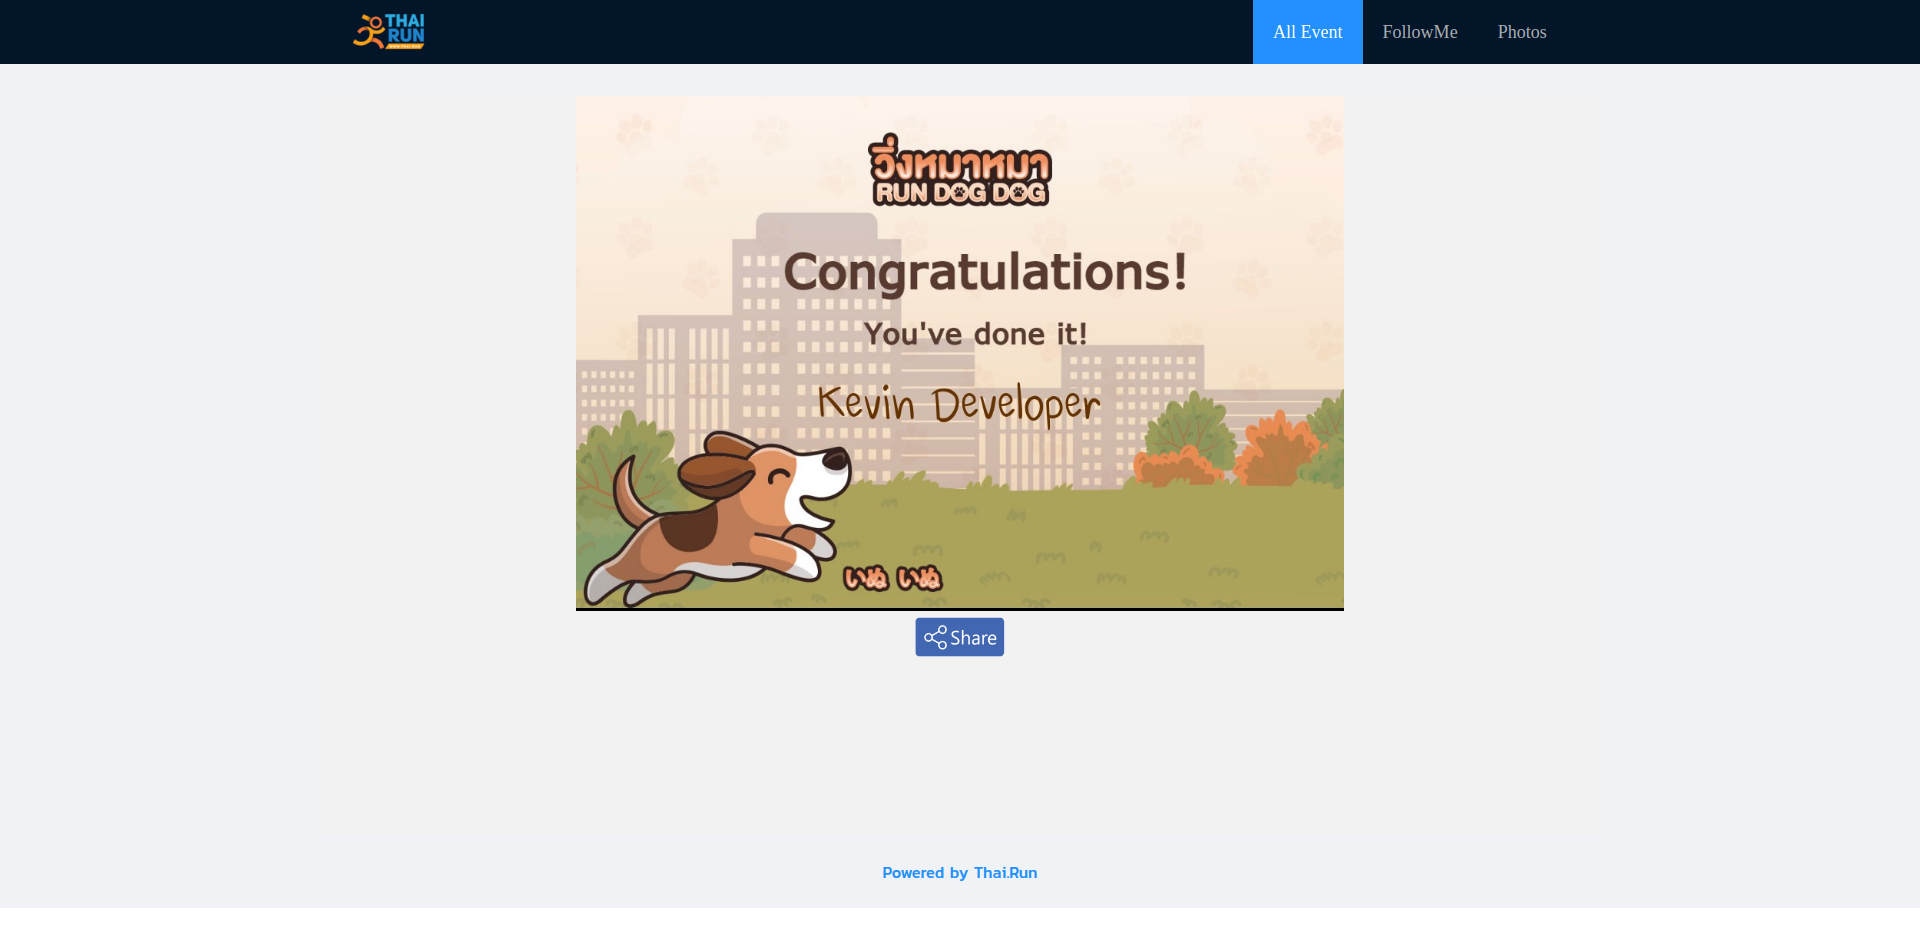 THAI
RUN
All Event
FollowMe
Photos
วิ่งหมาหมา
RUN DOG DOG
Congratulations!
You've done it!
Kevin Developer
いぬ いぬ
Share
Powered by Thai.Run